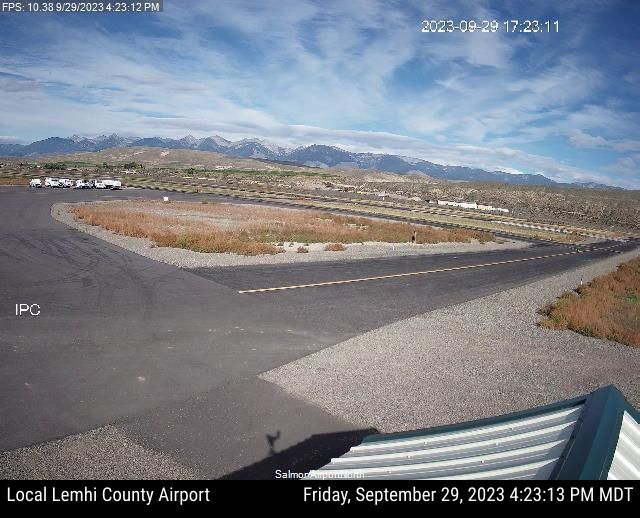 FPS: 10.38 9/29/2023 4:23:12 PM
2023-09-29 17:23:11
IPC
Local Lemhi County Airport
Friday, September 29, 2023 4:23:13 PM MDT